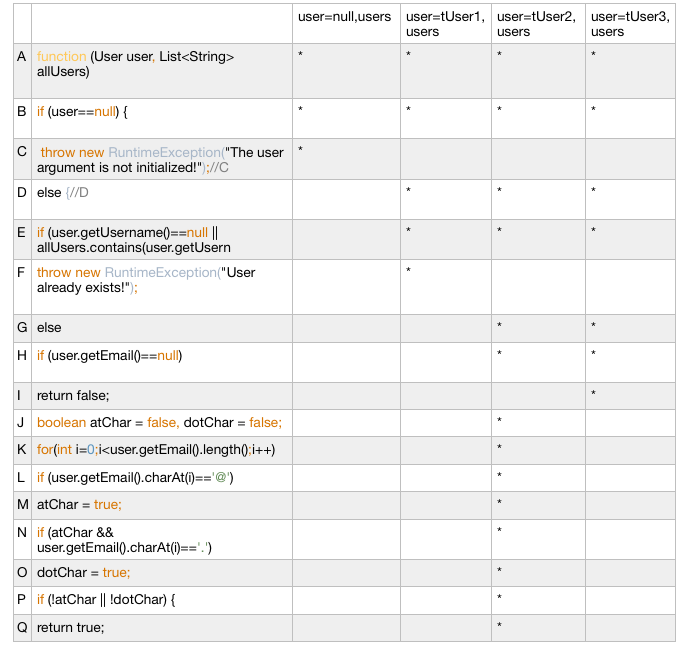 user=null,users
user=tUser1,
users
user=tUser2,
users
user=tUser3,
users
A function (User user, List<String>
allUsers) * * * *
B if (user==null) { * * * *
C throw new RuntimeException("The user
argument is not initialized!");//C *
D else {//D * * *
E if (user.getUsername()==null ||
allUsers.contains(user.getUsern * * *
F throw new RuntimeException("User
already exists!"); *
G else * *
H if (user.getEmail()==null) * *
I return false; *
J boolean atChar = false, dotChar = false; *
K for(int i=0;i<user.getEmail().length();i++) *
L if (user.getEmail().charAt(i)=='@') *
M atChar = true; *
N if (atChar &&
user.getEmail().charAt(i)=='.') *
O dotChar = true; *
P if (!atChar || !dotChar) { *
Q return true; *